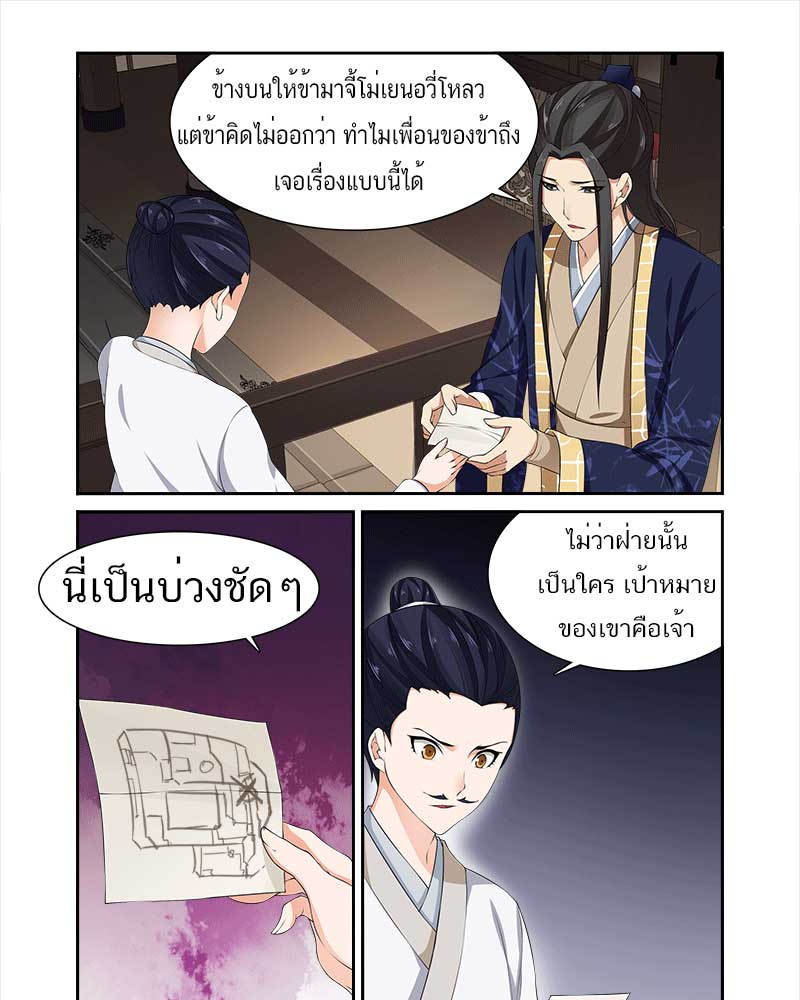 ข้างบนให้ข้ามาจี้โม่เยนอวี่โหลว
แต่ข้าคิดไม่ออกว่า ทำไมเพื่อนของข้าถึง
เจอเรื่องแบบนี้ได้
นี่เป็นบ่วงชัดๆ
ไม่ว่าฝ่ายนั้น
เป็นใคร เป้าหมาย
ของเขาคือเจ้า